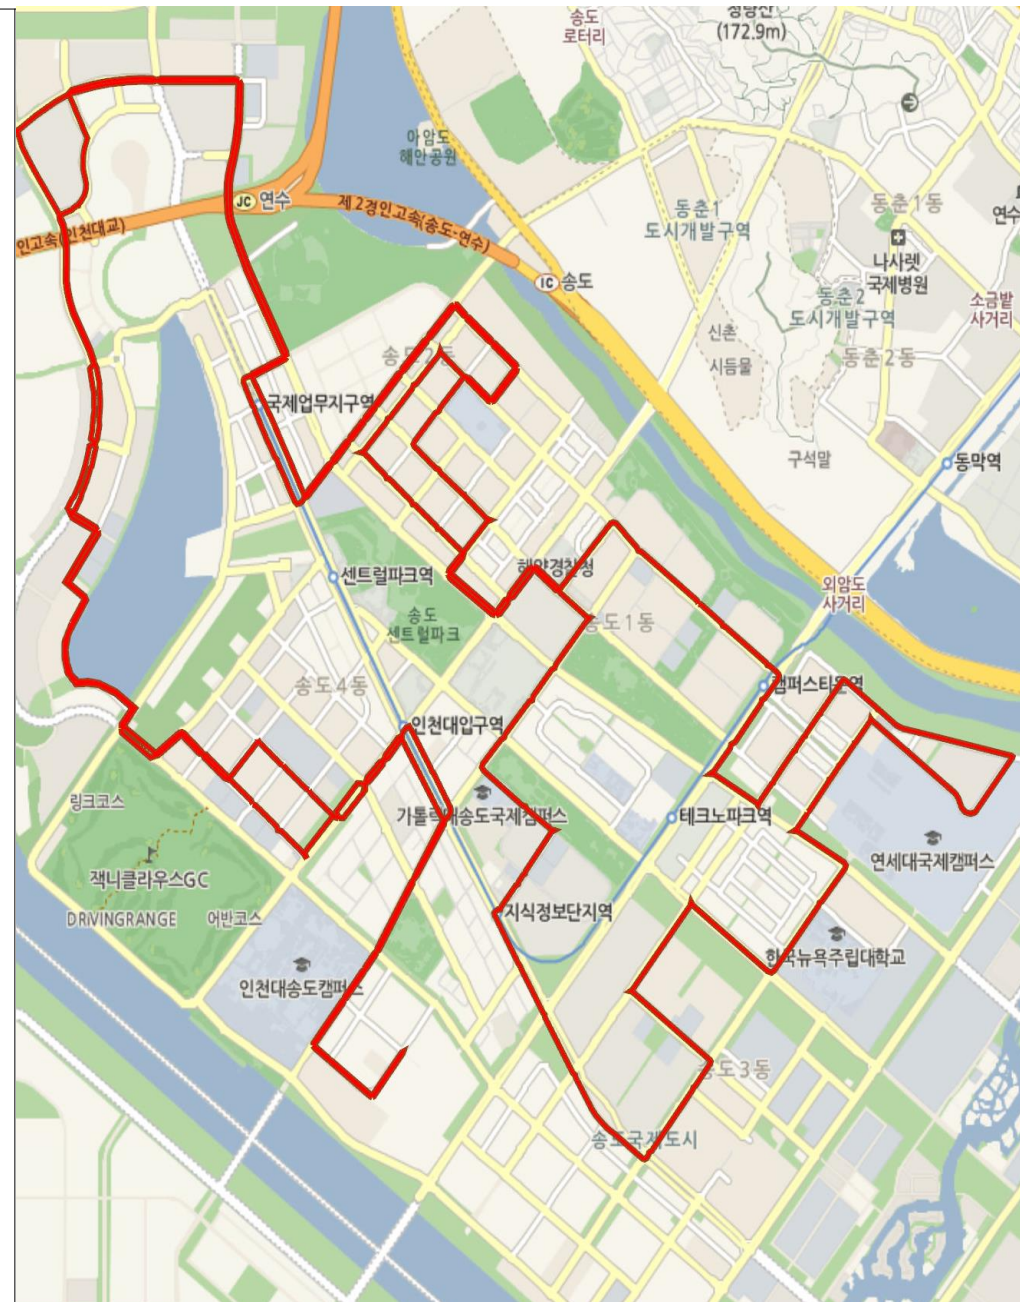 송도
로터리
청량산
(172.9m)
아암도
해안공원
JC 연수
제2경인고속(송도-연수)
인고속(인천대교)
동춘1
도시개발구역
동춘1동
연수
나사렛
국제병원
IC 송도
동춘2
도시개발구역
소금밭
사거리
신촌
시듬물
동춘2동
송도2동
국제업무지구역
구석말
동막역
센트럴파크역
해양경찰청
외암도
사거리
송도
센트럴파크
송도1동
송도4동
캠퍼스타운역
인천대입구역
링크코스
가톨릭대송도국제캠퍼스
테크노파크역
연세대국제캠퍼스
잭니클라우스GC
DRIVINGRANGE
어반코스
지식정보단지역
한국뉴욕주립대학교
인천대송도캠퍼스
송도3동
송도국제도시